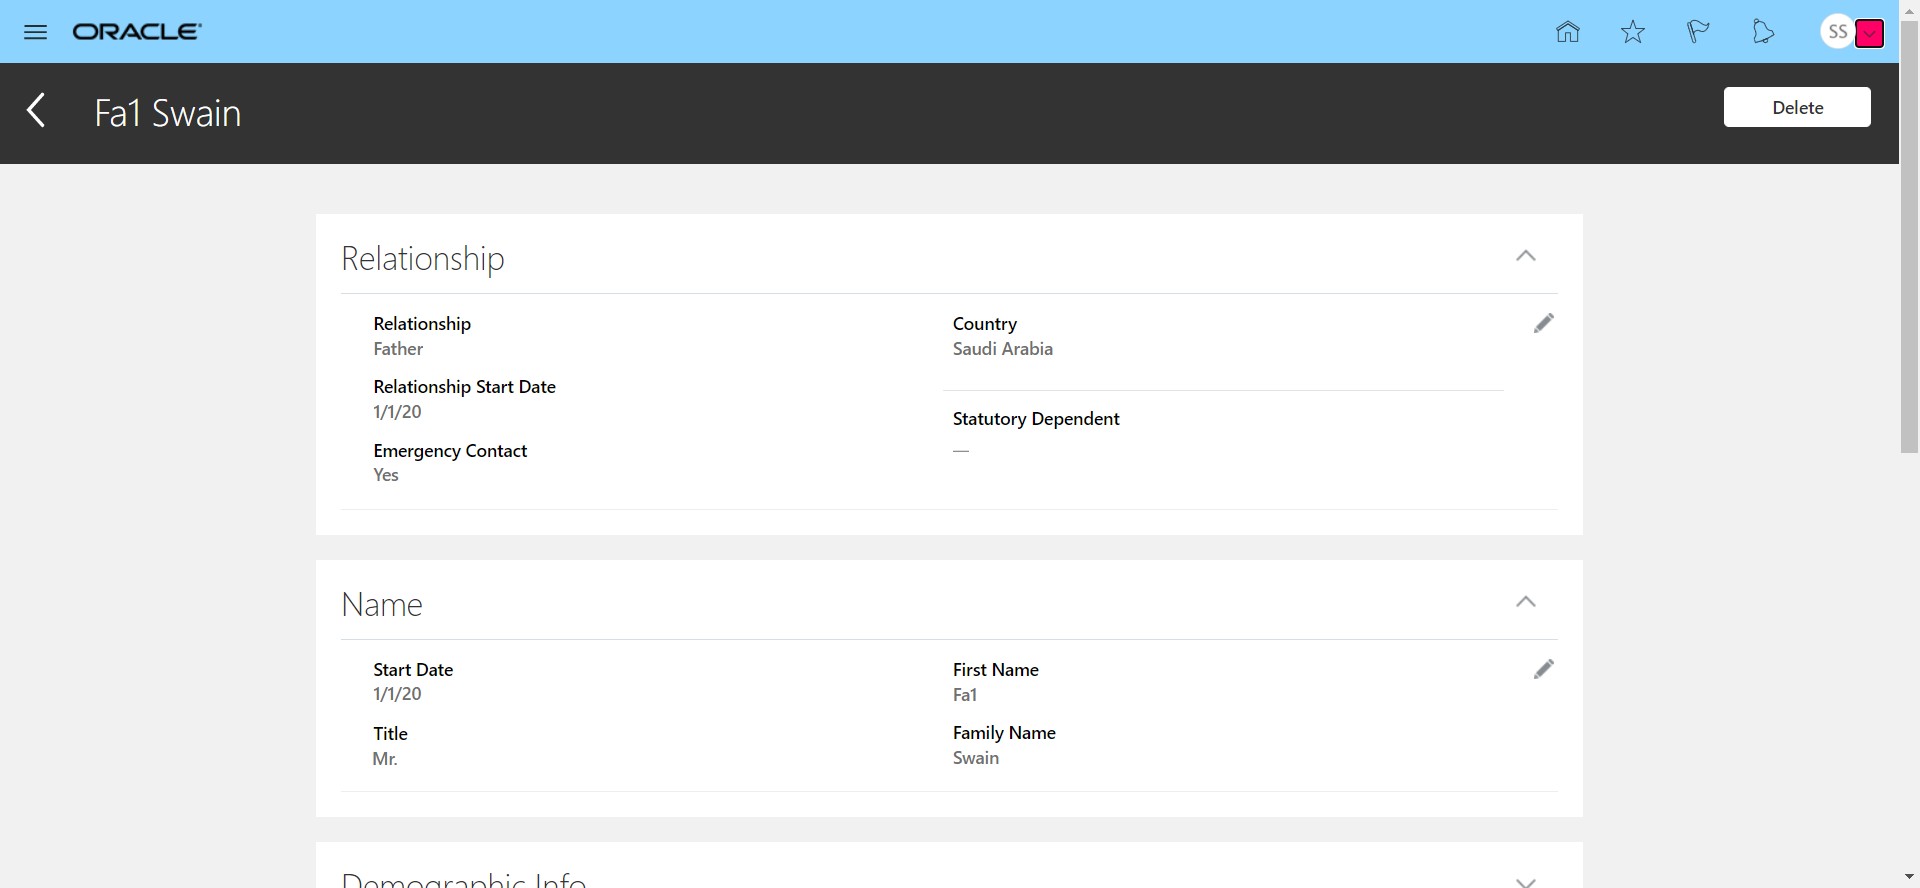 ORACLE
SS
Fa1 Swain
Delete
Relationship
Relationship
Father
Country
Saudi Arabia
Relationship Start Date
1/1/20
Statutory Dependent
—
Emergency Contact
Yes
Name
Start Date
1/1/20
First Name
Fa1
Title
Mr.
Family Name
Swain
Demographic Info